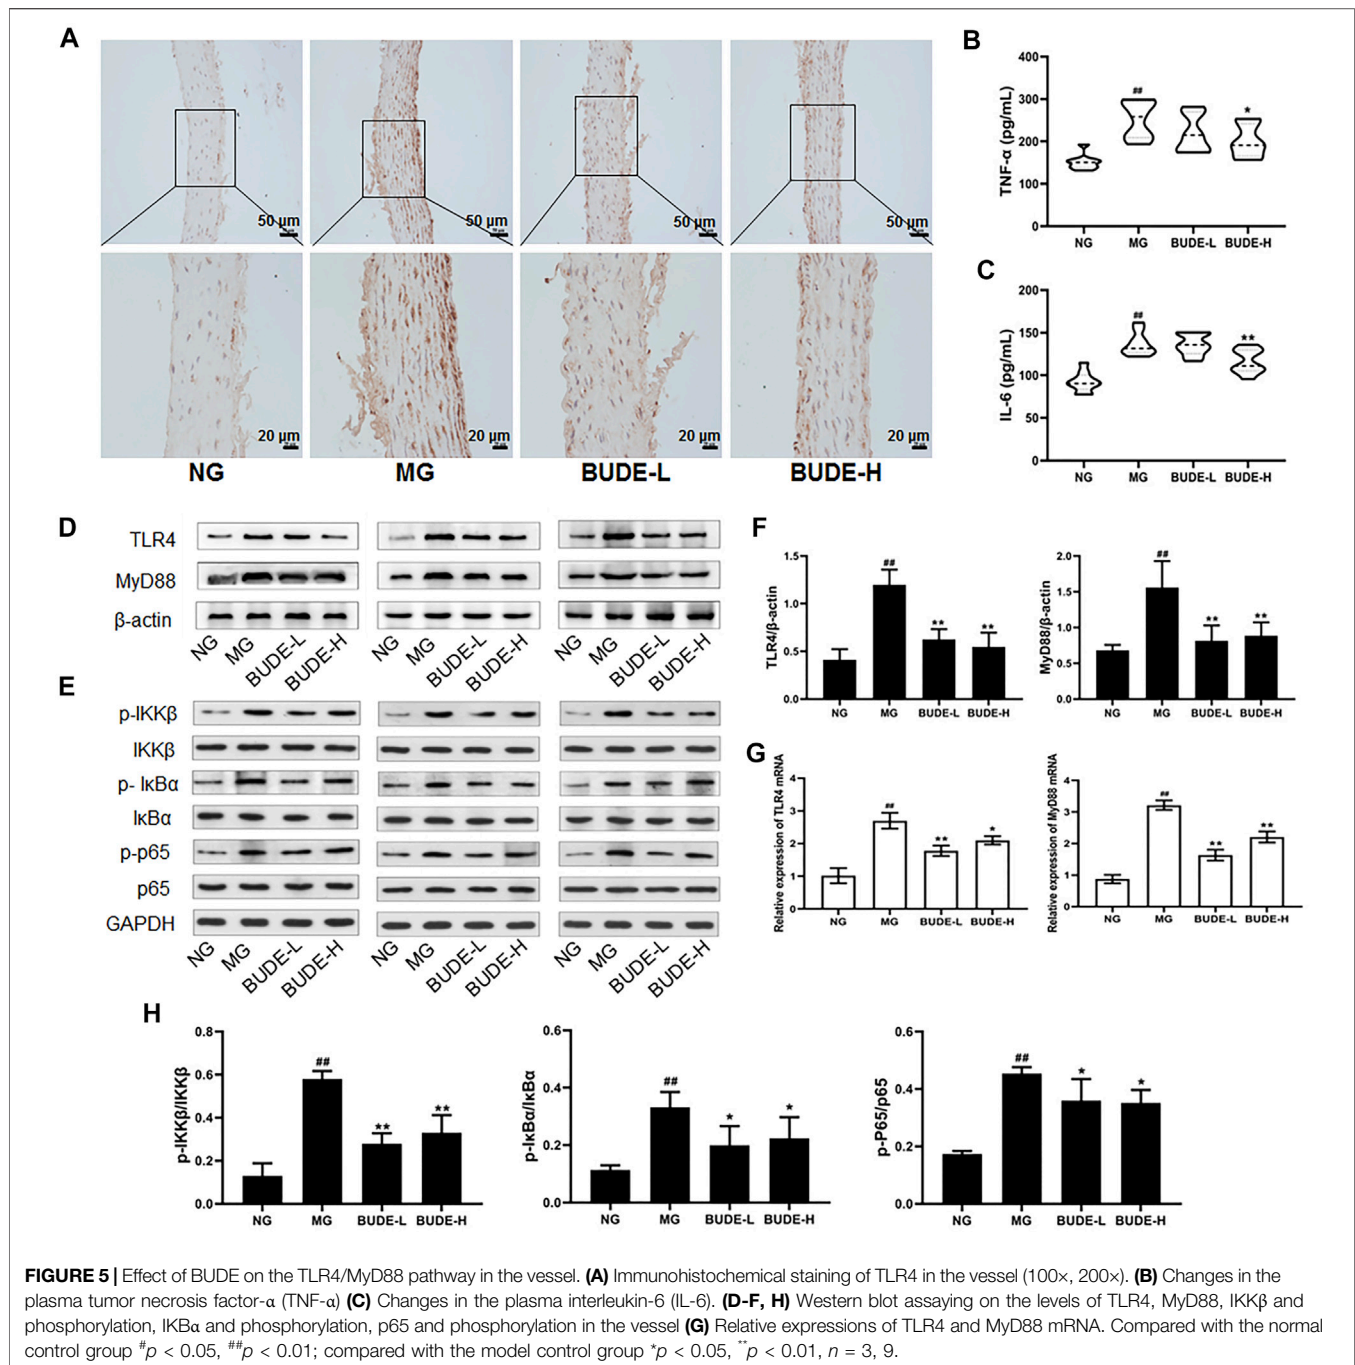 A
50 µm
50 µm
50 µm
50 µm
20 µm
20 µm
20 µm
20 µm
NG MG BUDE-L BUDE-H
B
TNF-α (pg/mL)
400
300
200
100
0
##
*
NG MG BUDE-L BUDE-H
C
IL-6 (pg/mL)
200
150
100
50
0
##
**
NG MG BUDE-L BUDE-H
D
TLR4
MyD88
β-actin
NG MG BUDE-L BUDE-H
NG MG BUDE-L BUDE-H
NG MG BUDE-L BUDE-H
E
p-IKKβ
IKKβ
p- IκBα
IκBα
p-p65
p65
GAPDH
NG MG BUDE-L BUDE-H
NG MG BUDE-L BUDE-H
NG MG BUDE-L BUDE-H
F
TLR4/β-actin
1.5
1.0
0.5
0.0
##
**
**
NG MG BUDE-L BUDE-H
MyD88/β-actin
2.0
1.5
1.0
0.5
0.0
##
**
**
NG MG BUDE-L BUDE-H
G
Relative expression of TLR4 mRNA
4
3
2
1
0
##
**
*
NG MG BUDE-L BUDE-H
Relative expression of MyD88 mRNA
4
3
2
1
0
##
**
**
NG MG BUDE-L BUDE-H
H
p-IKKβ/IKKβ
0.8
0.6
0.4
0.2
0.0
##
**
**
NG MG BUDE-L BUDE-H
p-IκBα/IκBα
0.6
0.4
0.2
0.0
##
*
*
NG MG BUDE-L BUDE-H
p-P65/p65
0.6
0.4
0.2
0.0
##
*
*
NG MG BUDE-L BUDE-H
FIGURE 5 | Effect of BUDE on the TLR4/MyD88 pathway in the vessel. (A) Immunohistochemical staining of TLR4 in the vessel (100×, 200×). (B) Changes in the
plasma tumor necrosis factor-α (TNF-α) (C) Changes in the plasma interleukin-6 (IL-6). (D-F, H) Western blot assaying on the levels of TLR4, MyD88, IKKβ and
phosphorylation, IKBα and phosphorylation, p65 and phosphorylation in the vessel (G) Relative expressions of TLR4 and MyD88 mRNA. Compared with the normal
control group #p < 0.05, ##p < 0.01; compared with the model control group *p < 0.05, **p < 0.01, n = 3, 9.